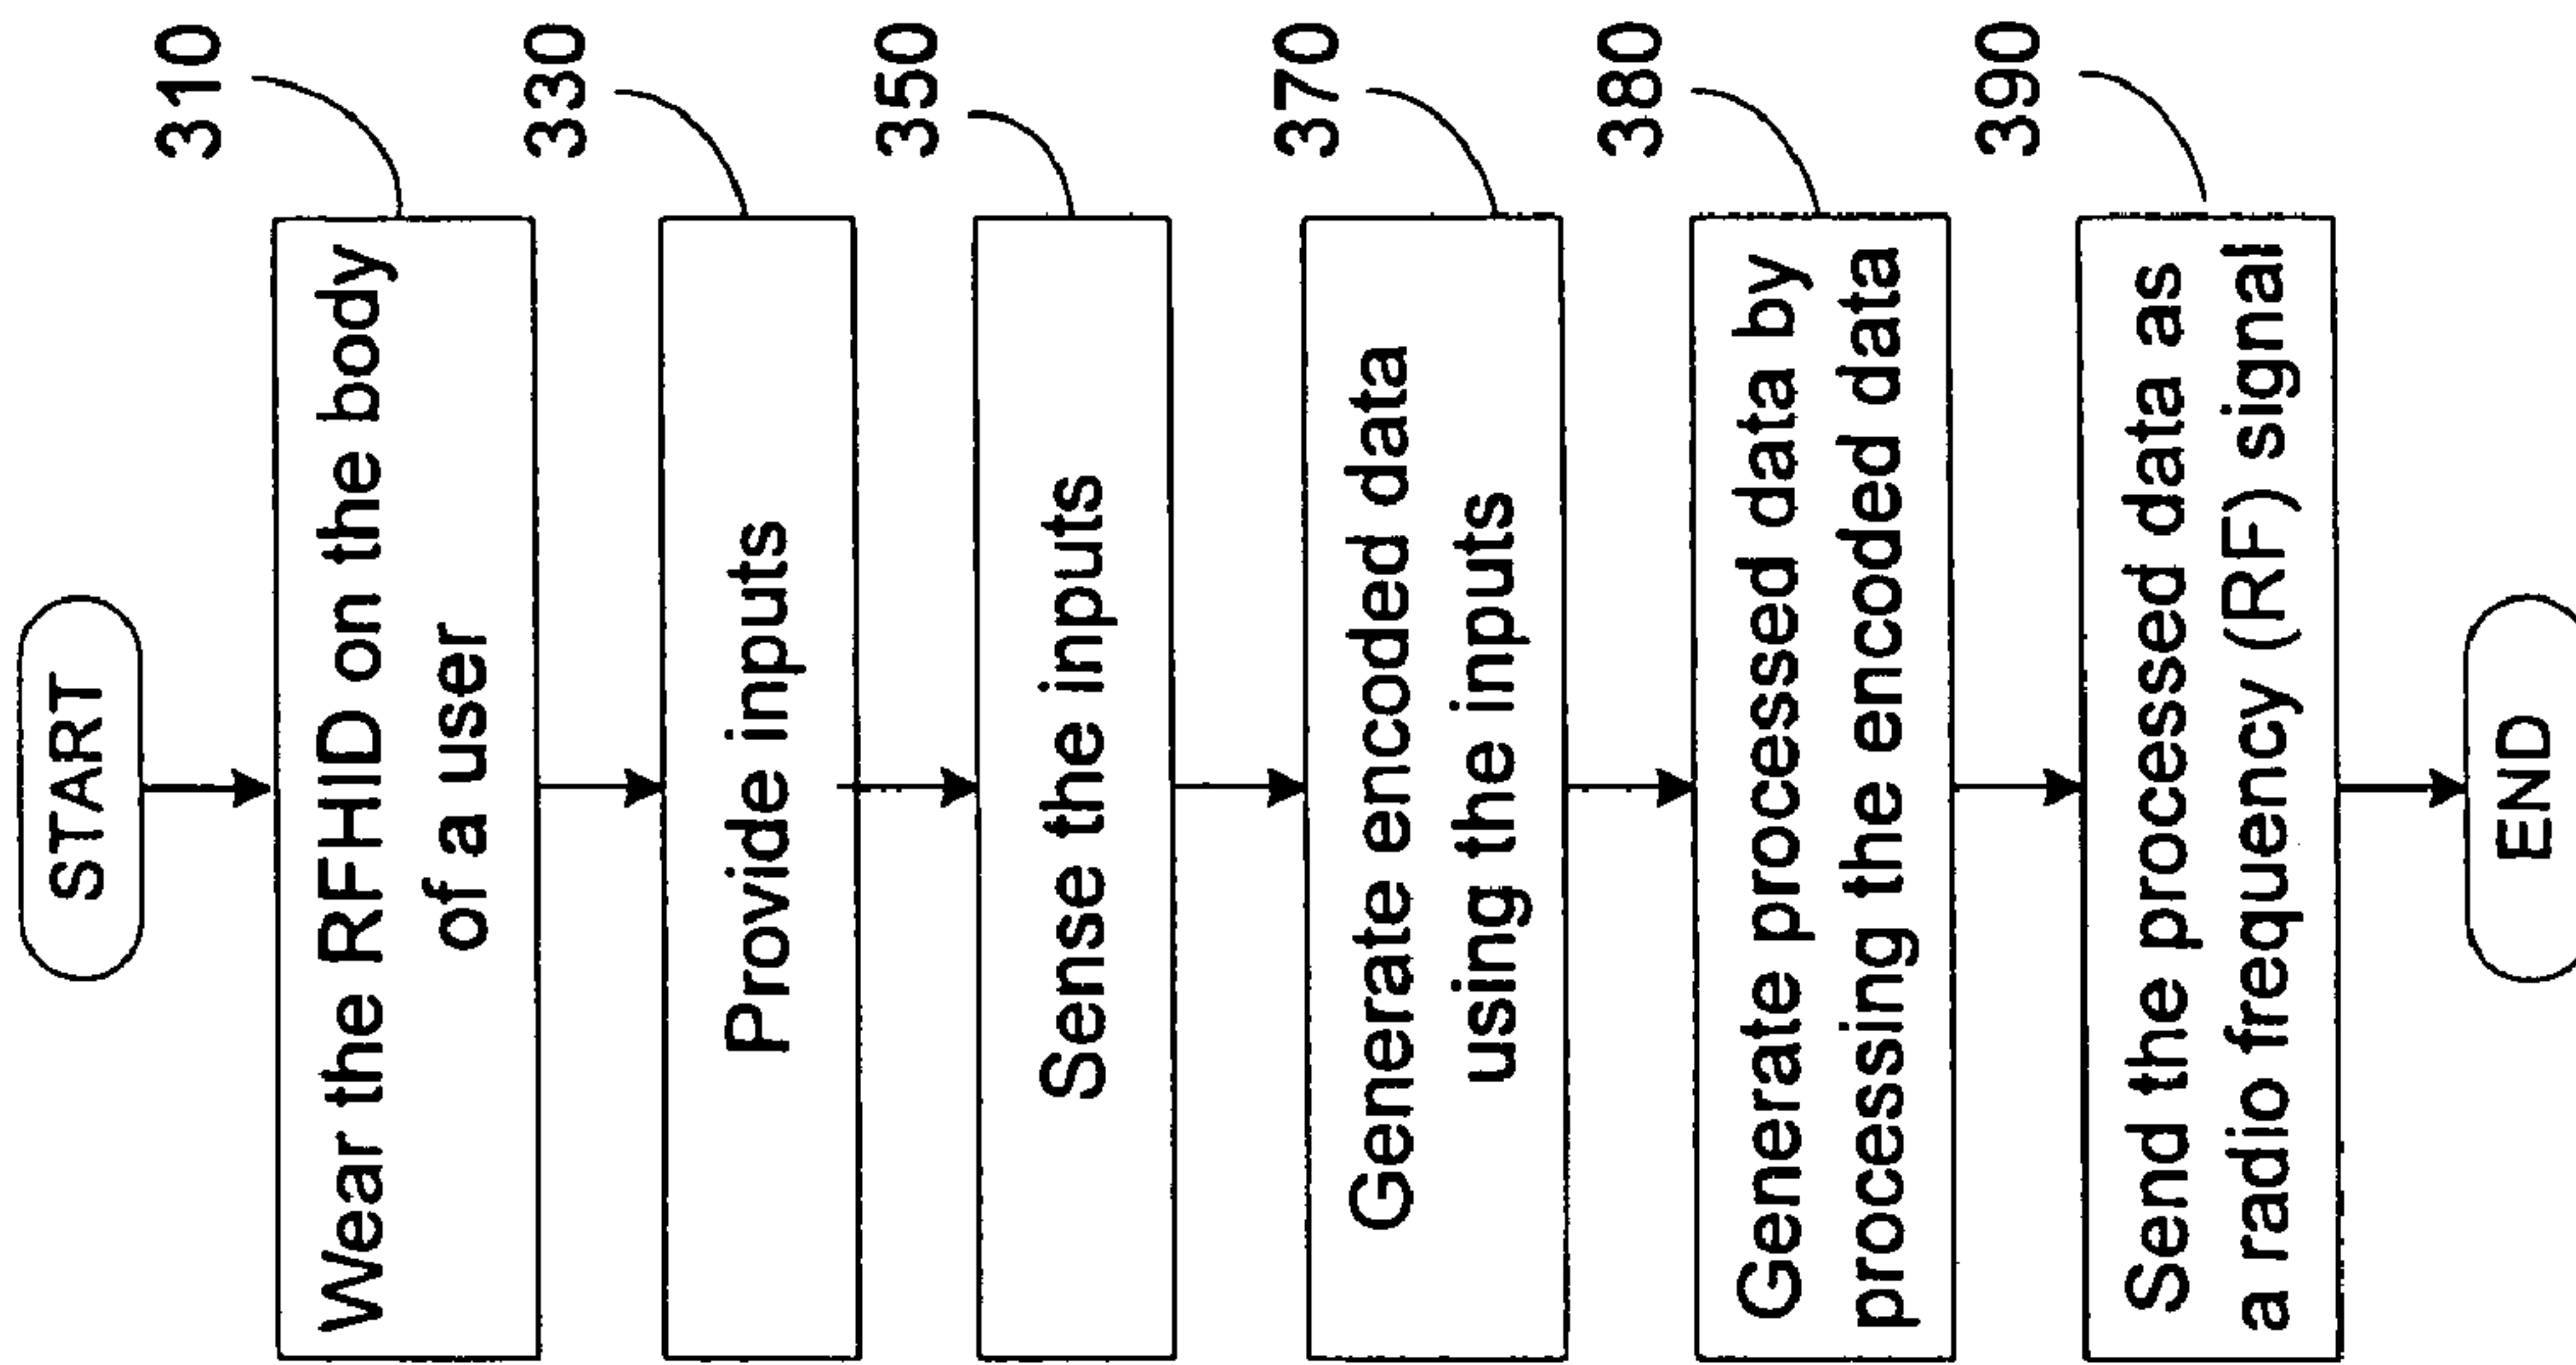 START
310
Wear the RFHID on the body
of a user
330
Provide inputs
350
Sense the inputs
370
Generate encoded data
using the inputs
380
Generate processed data by
processing the encoded data
390
Send the processed data as
a radio frequency (RF) signal
END